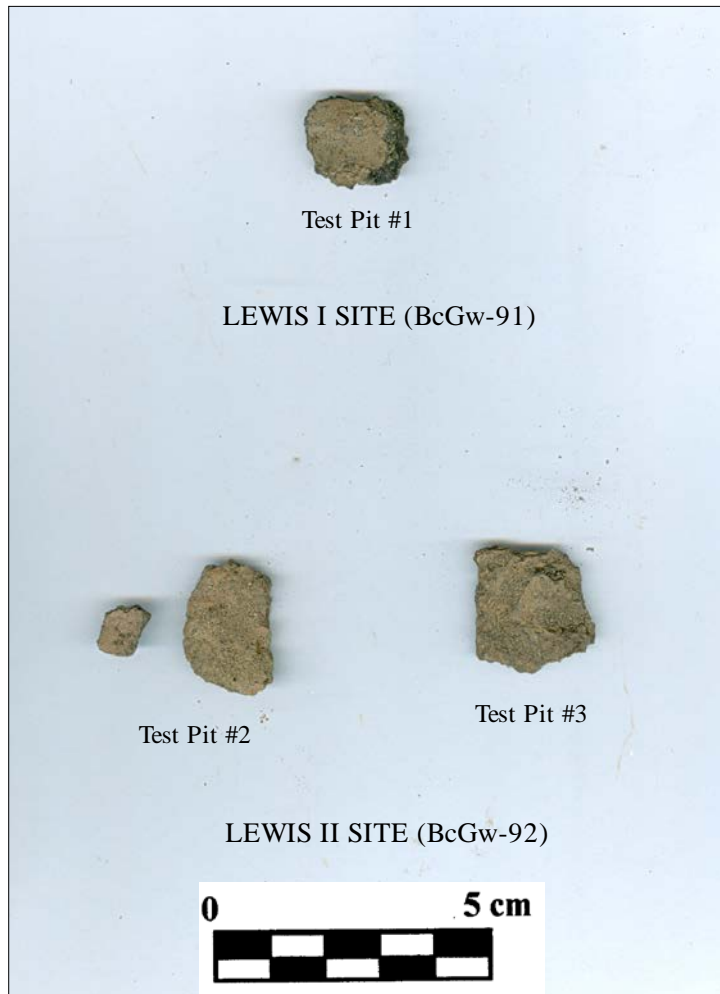 Test Pit #1
LEWIS I SITE (BcGw-91)
Test Pit #2
Test Pit #3
LEWIS II SITE (BcGw-92)
0 5 cm